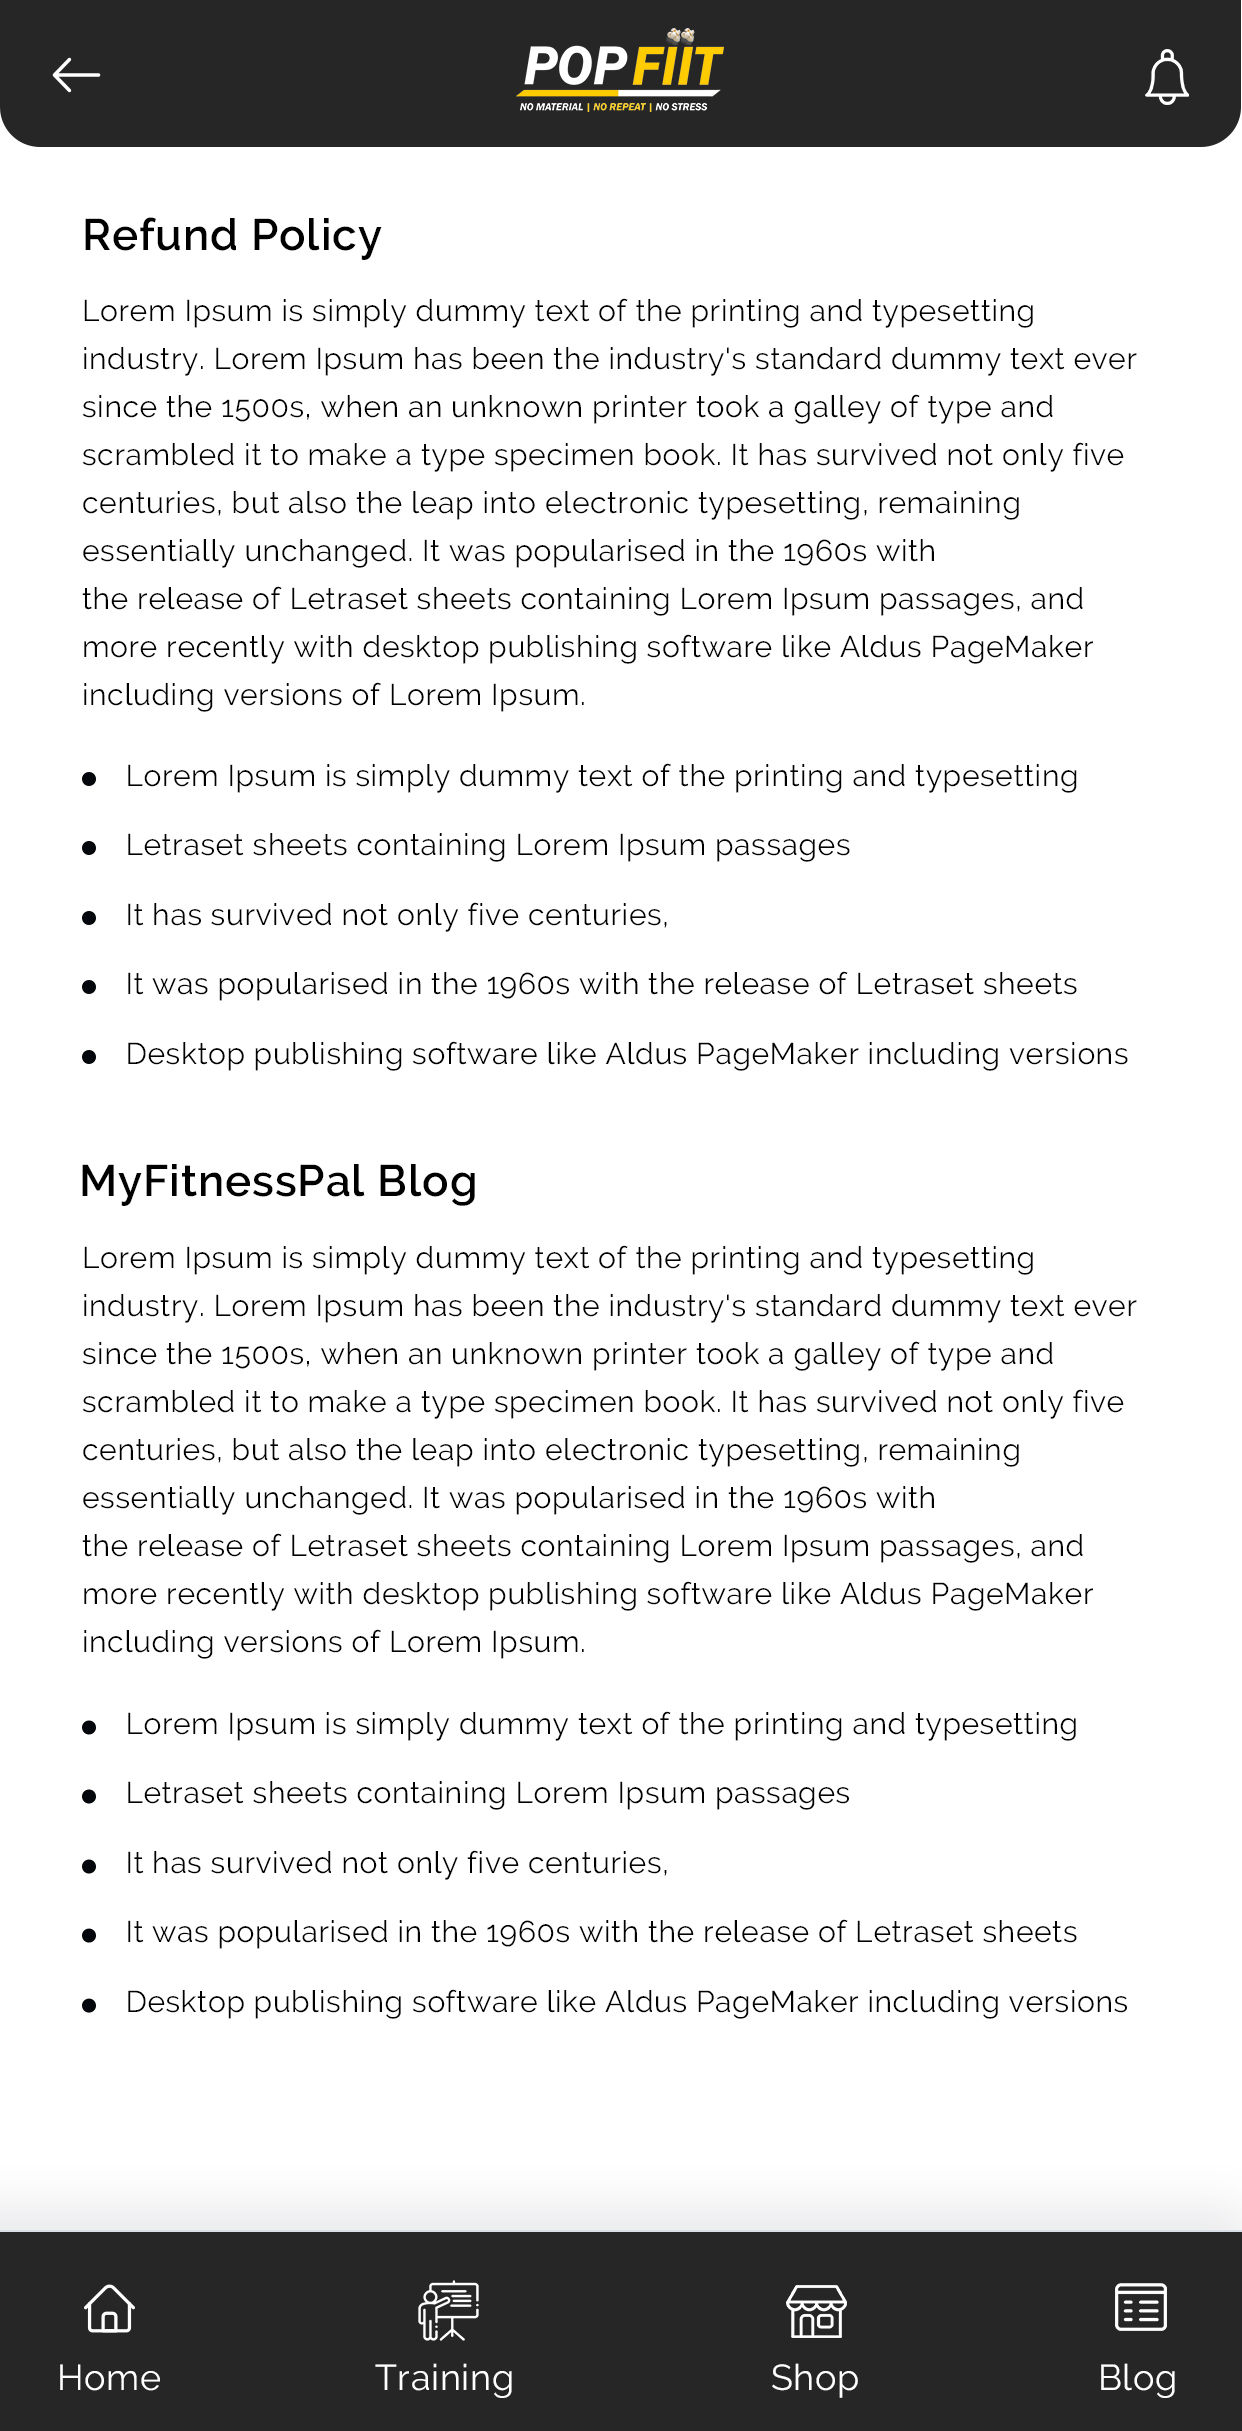 POP FIIT
NO MATERIAL | NO REPEAT | NO STRESS
Refund Policy
Lorem Ipsum is simply dummy text of the printing and typesetting
industry. Lorem Ipsum has been the industry's standard dummy text ever
since the 1500s, when an unknown printer took a galley of type and
scrambled it to make a type specimen book. It has survived not only five
centuries, but also the leap into electronic typesetting, remaining
essentially unchanged. It was popularised in the 1960s with
the release of Letraset sheets containing Lorem Ipsum passages, and
more recently with desktop publishing software like Aldus PageMaker
including versions of Lorem Ipsum.
● Lorem Ipsum is simply dummy text of the printing and typesetting
● Letraset sheets containing Lorem Ipsum passages
● It has survived not only five centuries,
● It was popularised in the 1960s with the release of Letraset sheets
● Desktop publishing software like Aldus PageMaker including versions
MyFitnessPal Blog
Lorem Ipsum is simply dummy text of the printing and typesetting
industry. Lorem Ipsum has been the industry's standard dummy text ever
since the 1500s, when an unknown printer took a galley of type and
scrambled it to make a type specimen book. It has survived not only five
centuries, but also the leap into electronic typesetting, remaining
essentially unchanged. It was popularised in the 1960s with
the release of Letraset sheets containing Lorem Ipsum passages, and
more recently with desktop publishing software like Aldus PageMaker
including versions of Lorem Ipsum.
● Lorem Ipsum is simply dummy text of the printing and typesetting
● Letraset sheets containing Lorem Ipsum passages
● It has survived not only five centuries,
● It was popularised in the 1960s with the release of Letraset sheets
● Desktop publishing software like Aldus PageMaker including versions
Home Training Shop Blog